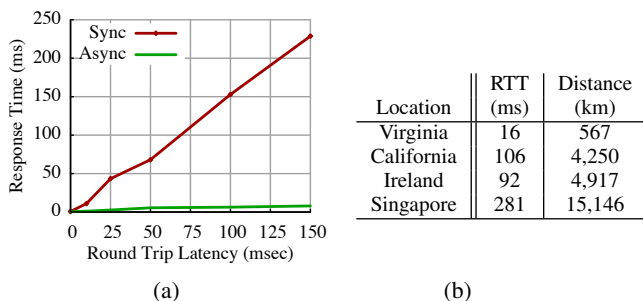 250
200
150
100
50
0
Response Time (ms)
Sync
Async
0 25 50 75 100 125 150
Round Trip Latency (msec)
(a)
RTT Distance
Location (ms) (km)
Virginia 16 567
California 106 4,250
Ireland 92 4,917
Singapore 281 15,146
(b)